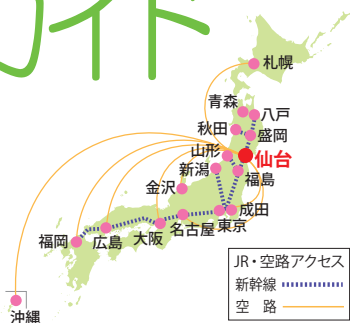 ガイド
札幌
青森
八戸
秋田
盛岡
山形
仙台
新潟
福島
金沢
成田
福岡
広島
大阪
名古屋
東京
沖縄
JR・空路アクセス
新幹線
空 路